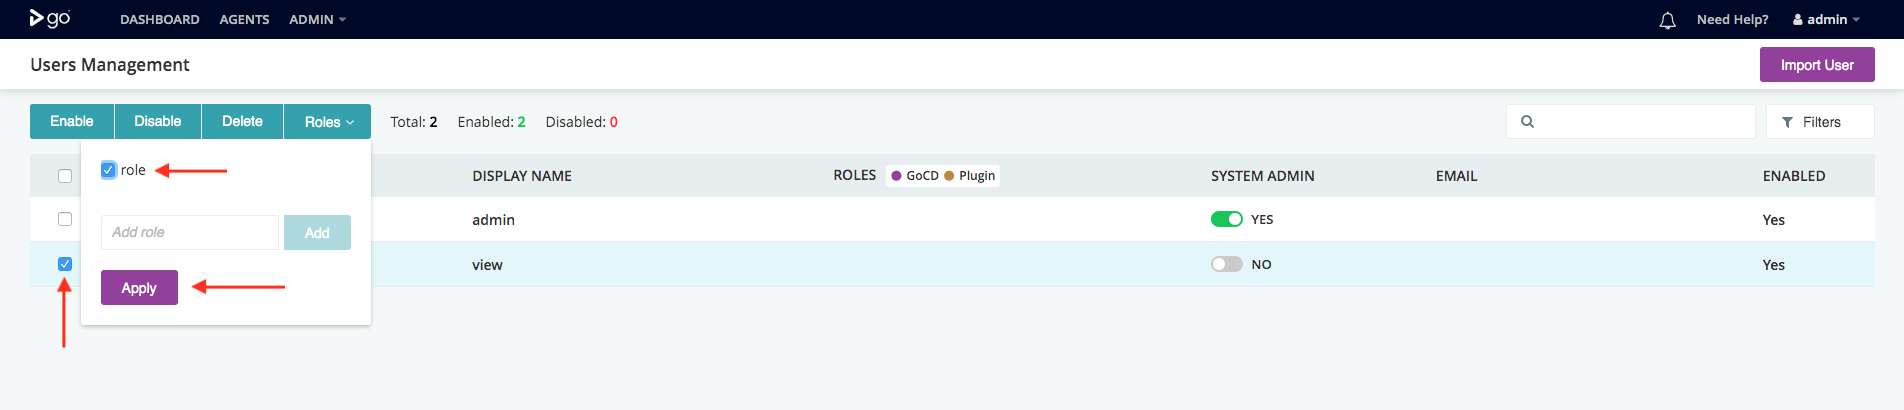 go DASHBOARD AGENTS ADMIN Need Help? admin
Users Management Import User
Enable Disable Delete Roles Total: 2 Enabled: 2 Disabled: 0 Filters
role
DISPLAY NAME ROLES GoCD Plugin SYSTEM ADMIN EMAIL ENABLED
admin YES Yes
Add role Add
view NO Yes
Apply